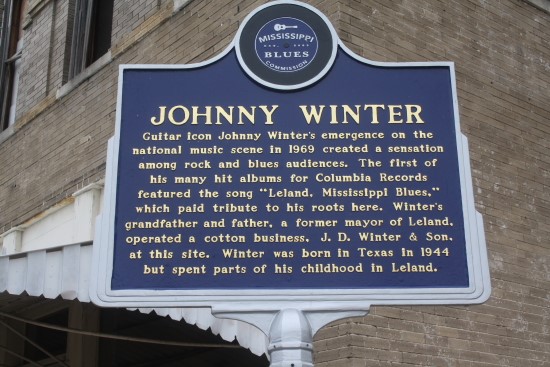 MISSISSIPPI
BLUES
COMMISSION
JOHNNY WINTER
Guitar icon Johnny Winter's emergence on the
national music scene in 1969 created a sensation
among rock and blues audiences. The first of
his many hit albums for Columbia Records
featured the song "Leland, Mississippi Blues,"
which paid tribute to his roots here. Winter's
grandfather and father, a former mayor of Leland,
operated a cotton business, J. D. Winter & Son,
at this site. Winter was born in Texas in 1944
but spent parts of his childhood in Leland.